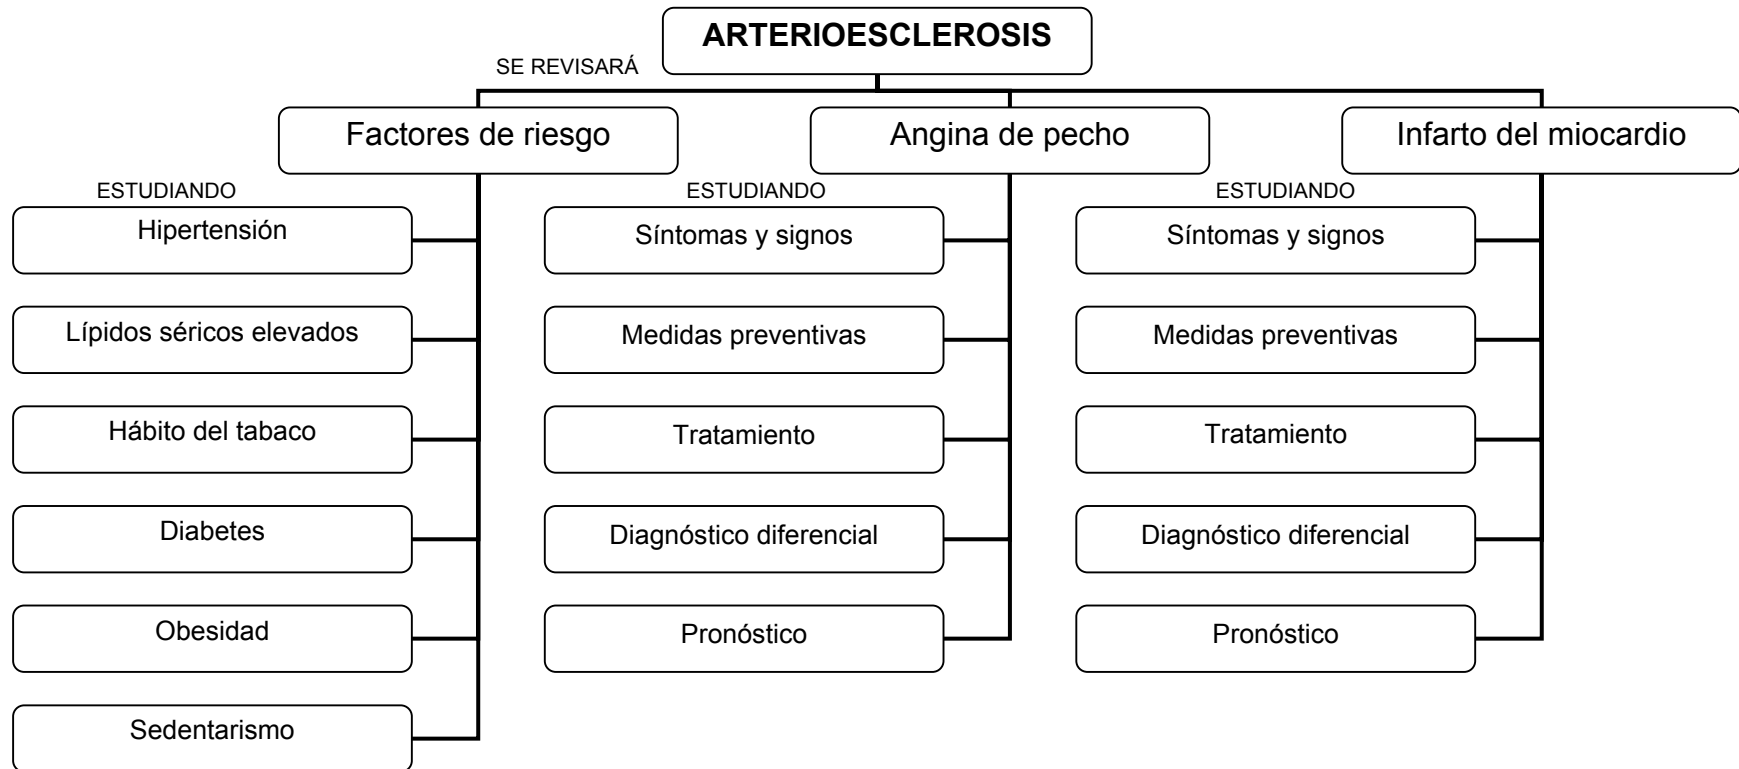 ARTERIOESCLEROSIS
SE REVISARÁ
Factores de riesgo
Angina de pecho
Infarto del miocardio
ESTUDIANDO
Hipertensión
Lípidos séricos elevados
Hábito del tabaco
Diabetes
Obesidad
Sedentarismo
ESTUDIANDO
Síntomas y signos
Medidas preventivas
Tratamiento
Diagnóstico diferencial
Pronóstico
ESTUDIANDO
Síntomas y signos
Medidas preventivas
Tratamiento
Diagnóstico diferencial
Pronóstico